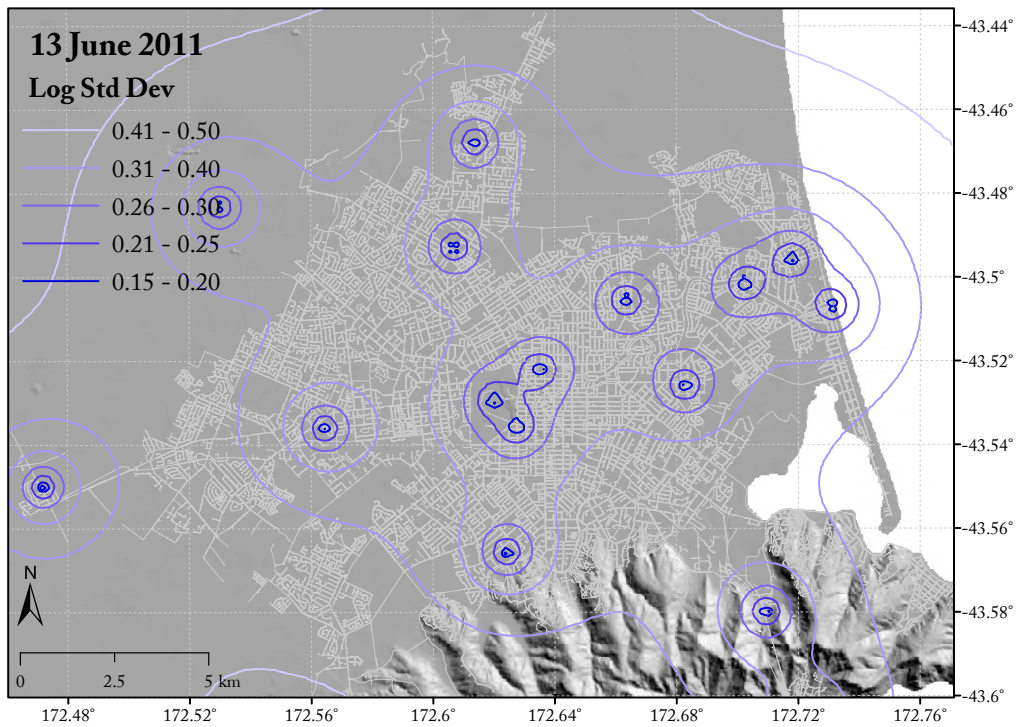 13 June 2011
Log Std Dev
0.41 - 0.50
0.31 - 0.40
0.26 - 0.30
0.21 - 0.25
0.15 - 0.20
N
0 2.5 5 km
-43.44°
-43.46°
-43.48°
-43.5°
-43.52°
-43.54°
-43.56°
-43.58°
-43.6°
172.48 172.52 172.56 172.6 172.64 172.68 172.72 172.76